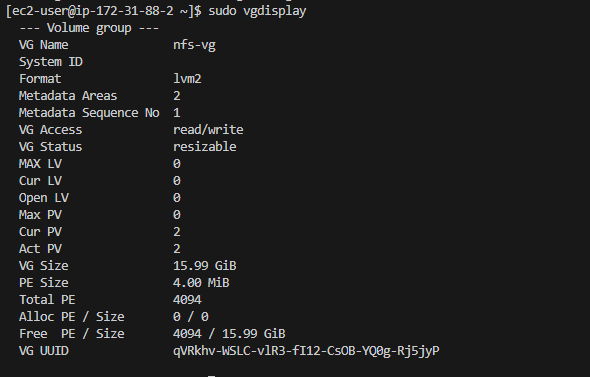 [ec2-user@ip-172-31-88-2 ~]$ sudo vgdisplay
--- Volume group ---
VG Name nfs-vg
System ID
Format lvm2
Metadata Areas 2
Metadata Sequence No 1
VG Access read/write
VG Status resizable
MAX LV 0
Cur LV 0
Open LV 0
Max PV 0
Cur PV 2
Act PV 2
VG Size 15.99 GiB
PE Size 4.00 MiB
Total PE 4094
Alloc PE / Size 0 / 0
Free PE / Size 4094 / 15.99 GiB
VG UUID qVRkhv-WSLC-vlR3-fI12-CsOB-YQ0g-Rj5jyP